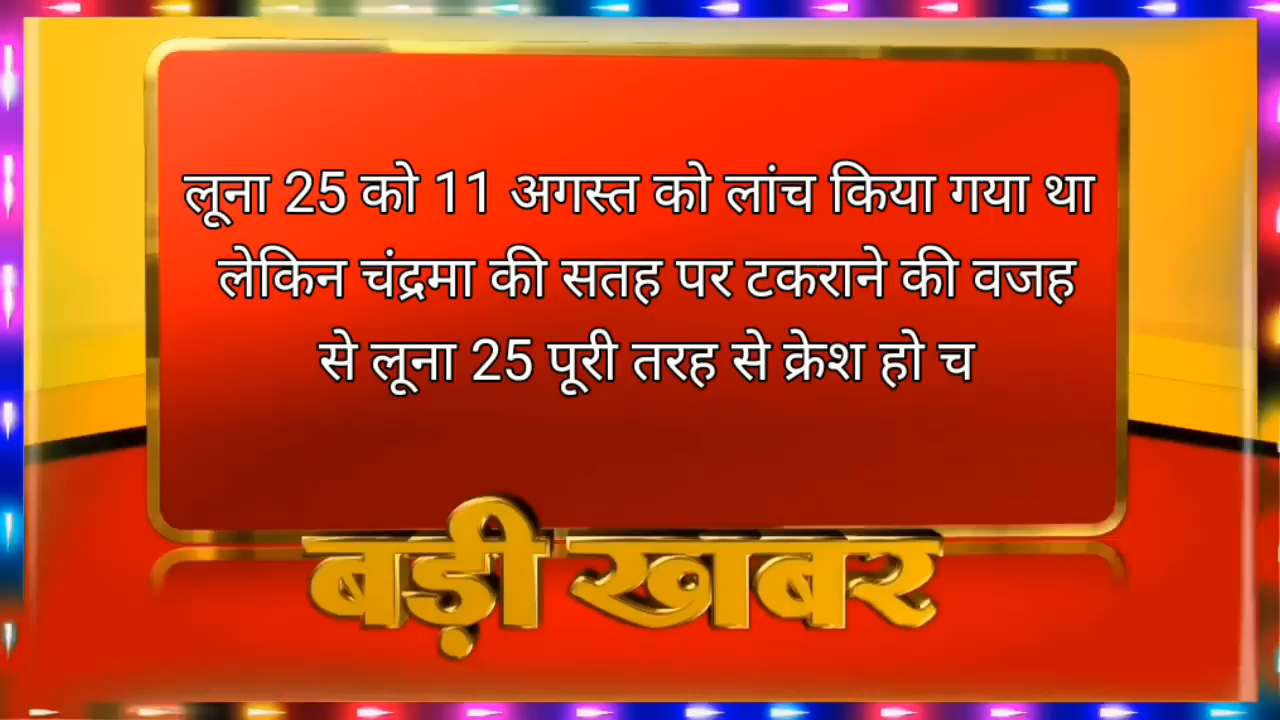 लूना 25 को 11 अगस्त को लांच किया गया था
लेकिन चंद्रमा की सतह पर टकराने की वजह
से लूना 25 पूरी तरह से क्रेश हो च
बड़ी खबर